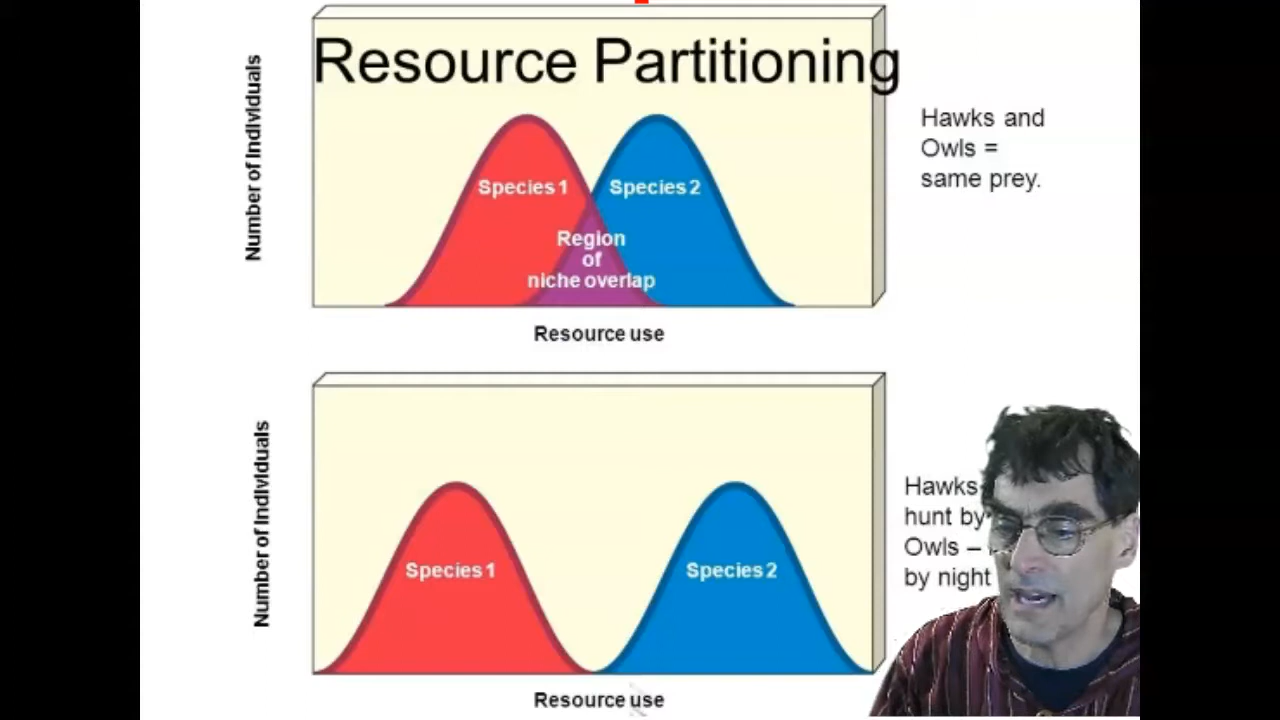 Resource Partitioning
Number of Individuals
Species 1
Species 2
Region
of
niche overlap
Resource use
Hawks and
Owls =
same prey.
Number of Individuals
Species 1
Species 2
Resource use
Hawks
hunt by
Owls –
by night